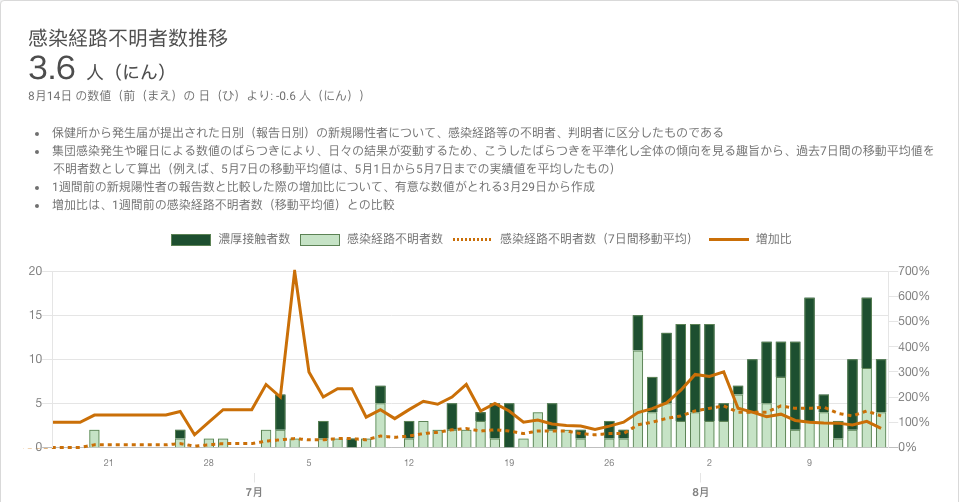 感染経路不明者数推移
3.6 人（にん）
8月14日 の数値（前（まえ）の 日（ひ）より: -0.6 人（にん））
• 保健所から発生届が提出された日別（報告日別）の新規陽性者について、感染経路等の不明者、判明者に区分したものである
• 集団感染発生や曜日による数値のばらつきにより、日々の結果が変動するため、こうしたばらつきを平準化し全体の傾向を見る趣旨から、過去7日間の移動平均値を
不明者数として算出（例えば、5月7日の移動平均値は、5月1日から5月7日までの実績値を平均したもの）
• 1週間前の新規陽性者の報告数と比較した際の増加比について、有意な数値がとれる3月29日から作成
• 増加比は、1週間前の感染経路不明者数（移動平均値）との比較
濃厚接触者数 感染経路不明者数 感染経路不明者数（7日間移動平均） 増加比
20 700%
600%
15 500%
400%
10
300%
5 200%
100%
0 0%
21 28 5 12 19 26 2 9
7月 8月